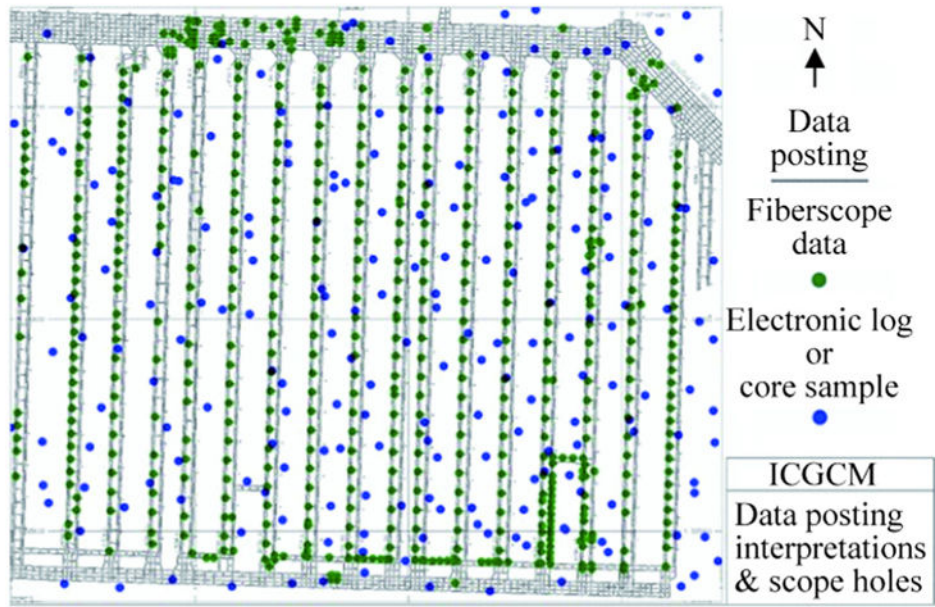 N
Data
posting
Fiberscope
data
Electronic log
or
core sample
ICGCM
Data posting
interpretations
& scope holes